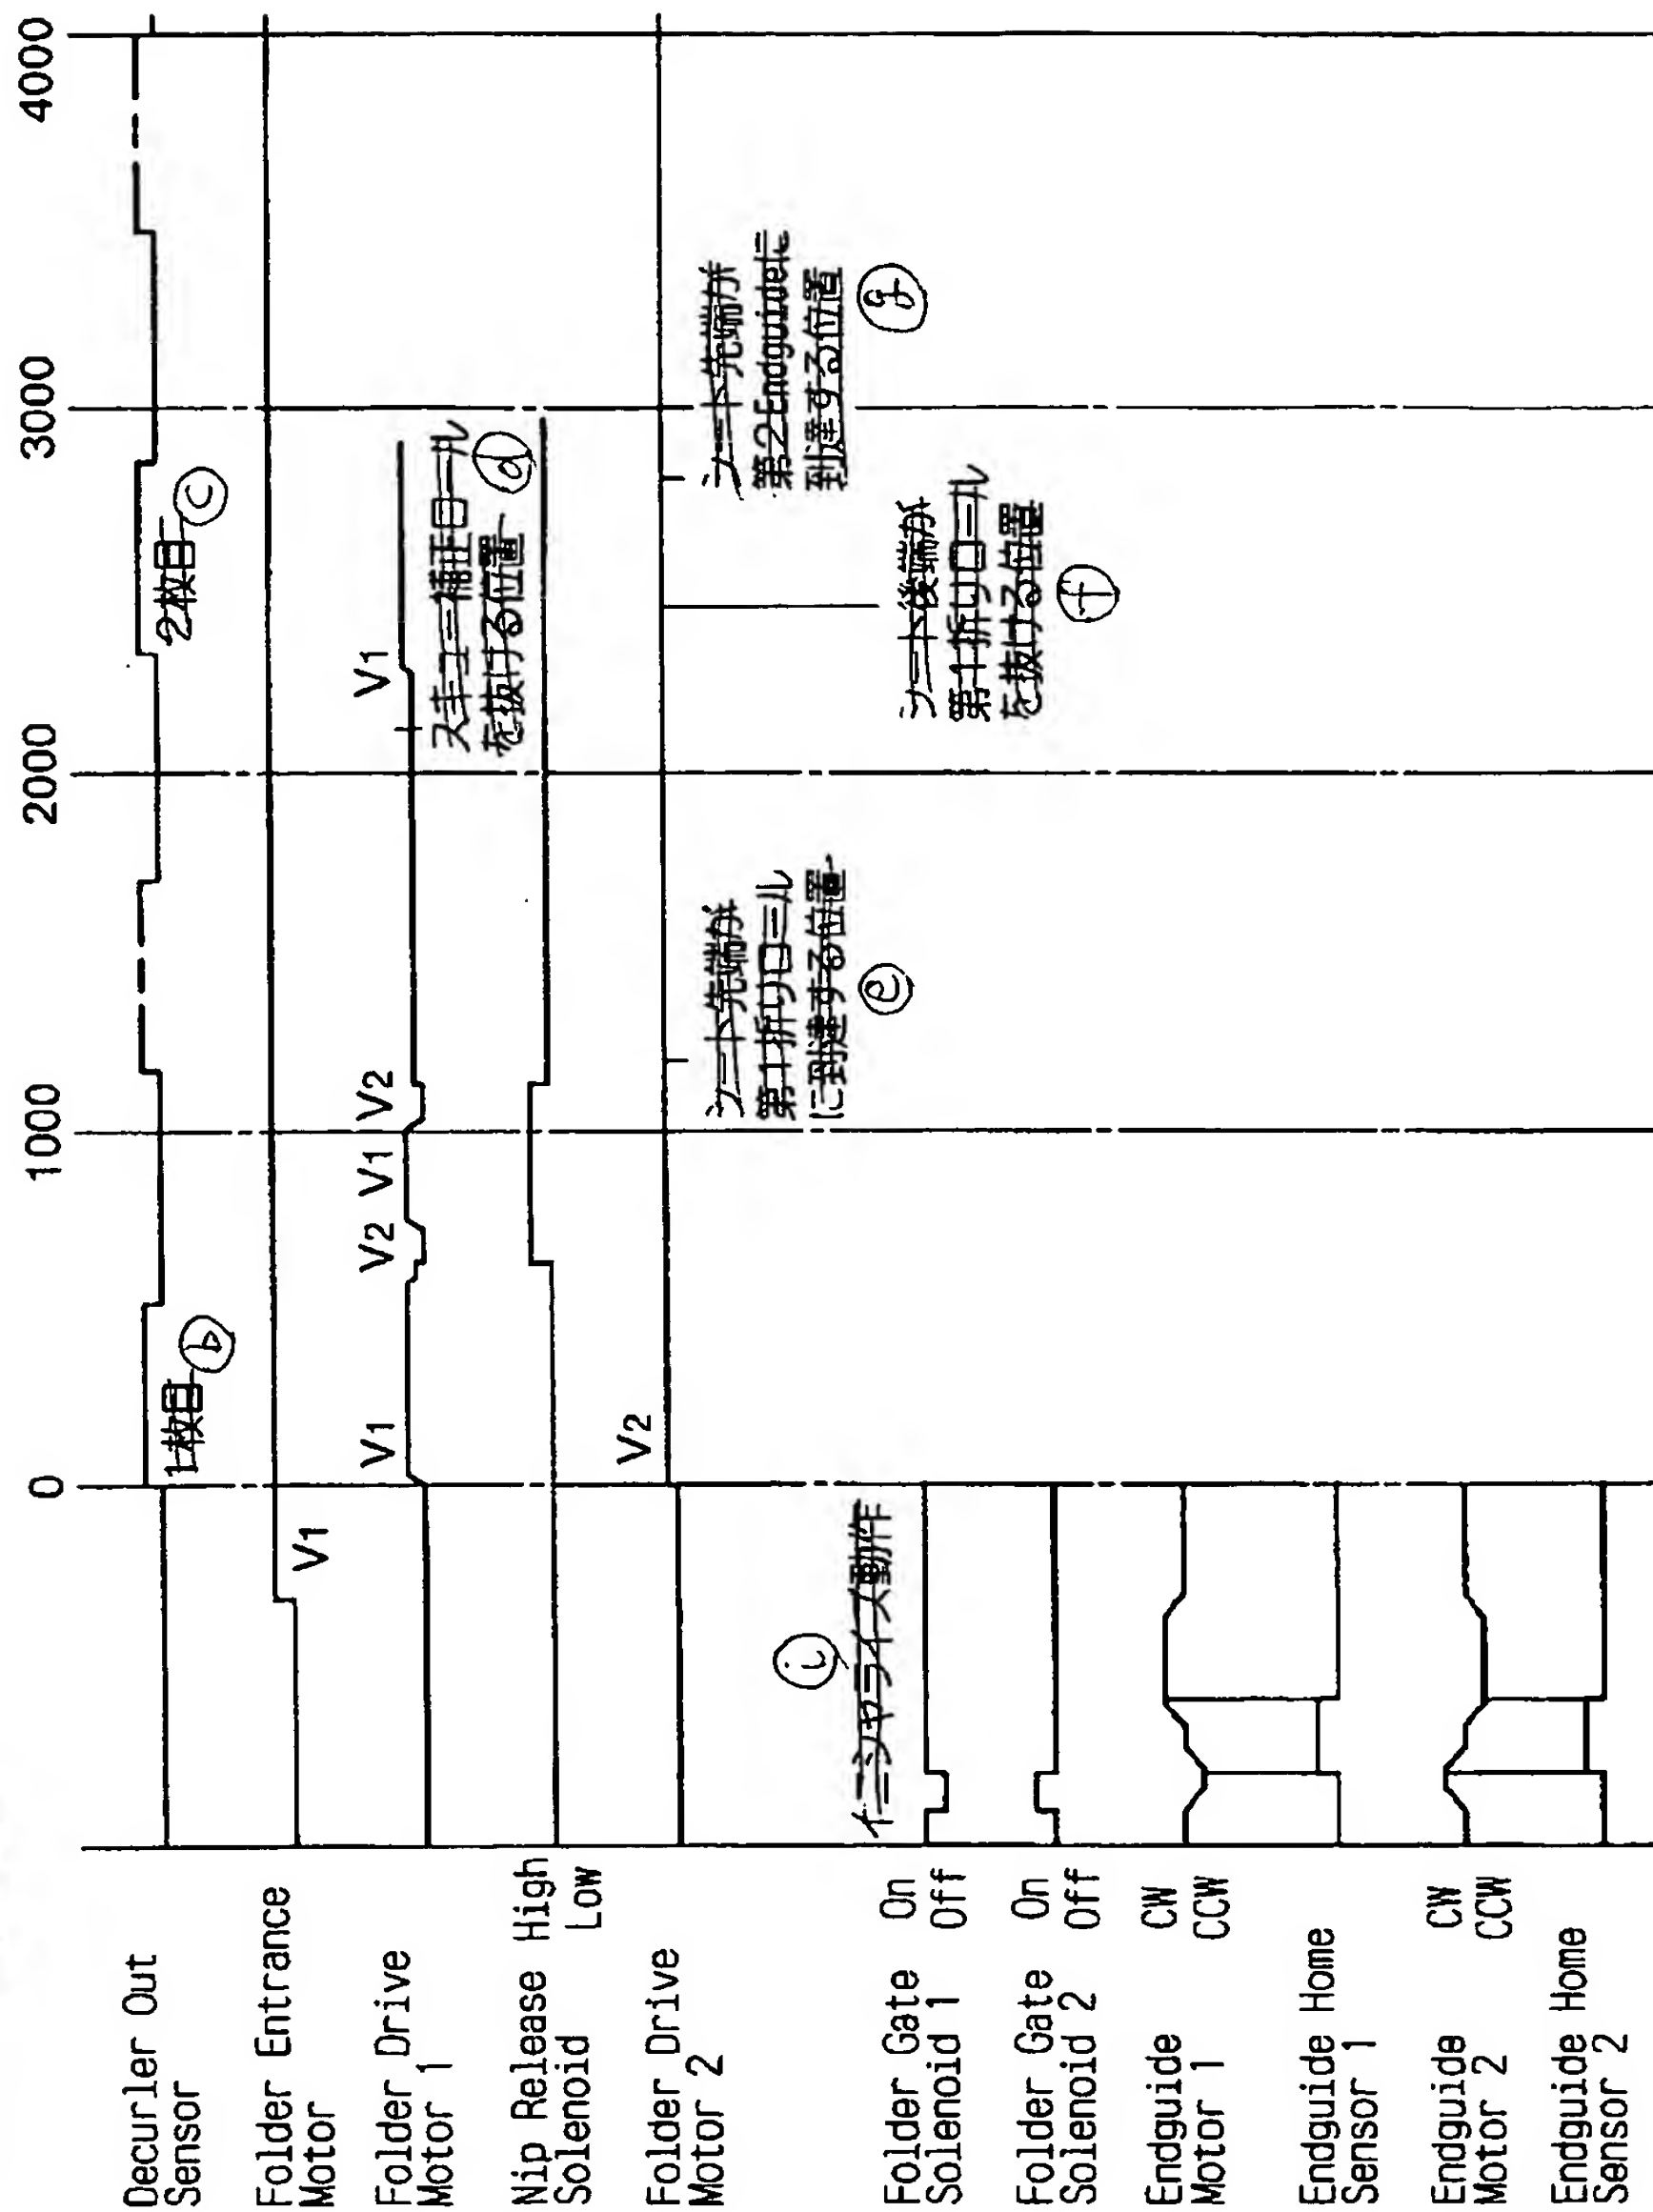 0
1000
2000
3000
4000
Decurler Out
Sensor
1枚目
b
2枚目
c
Folder Entrance
Motor
V1
Folder Drive
Motor 1
V1
V2
V1
V2
V1
スキュー補正ロール
を抜ける位置
d
Nip Release High
Solenoid Low
Folder Drive
Motor 2
V2
シート先端が
第1折りロール
に到達する位置
e
シート後端が
第1折りロール
を抜ける位置
f
シート先端が
第2Endguideに
到達する位置
g
イニシャライズ動作
i
Folder Gate On
Solenoid 1 Off
Folder Gate On
Solenoid 2 Off
Endguide CW
Motor 1 CCW
Endguide Home
Sensor 1
Endguide CW
Motor 2 CCW
Endguide Home
Sensor 2